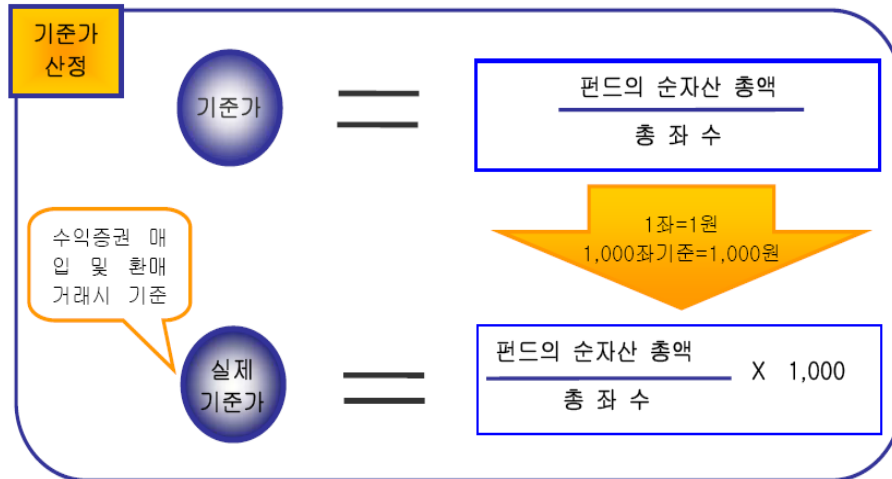 기준가
산정
기준가
펀드의 순자산 총액
총 좌 수
1좌=1원
1,000좌기준=1,000원
수익증권 매
입 및 환매
거래시 기준
실제
기준가
펀드의 순자산 총액
X 1,000
총 좌 수